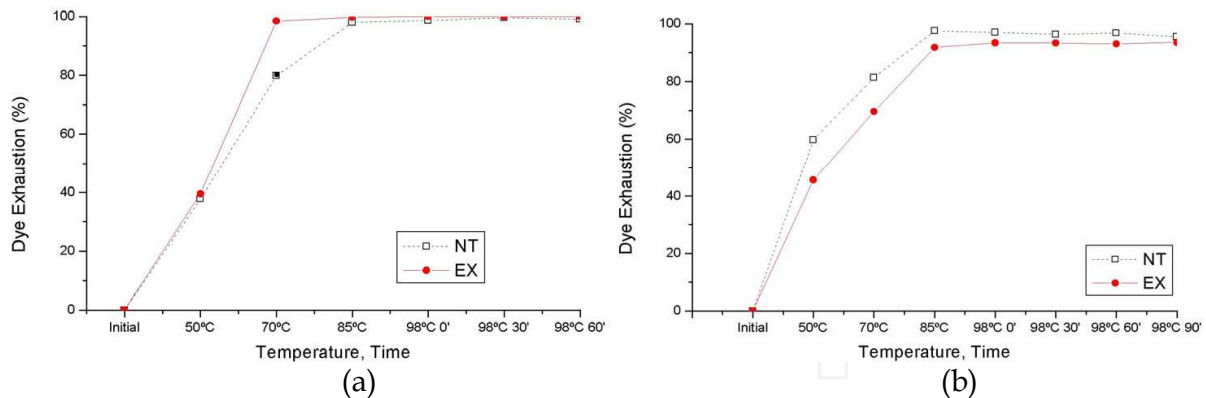 100
80
60
40
20
0
Dye Exhaustion (%)
NT
EX
Initial 50ºC 70ºC 85ºC 98ºC 0' 98ºC 30' 98ºC 60'
Temperature, Time
(a)
100
80
60
40
20
0
Dye Exhaustion (%)
NT
EX
Initial 50ºC 70ºC 85ºC 98ºC 0' 98ºC 30' 98ºC 60' 98ºC 90'
Temperature, Time
(b)